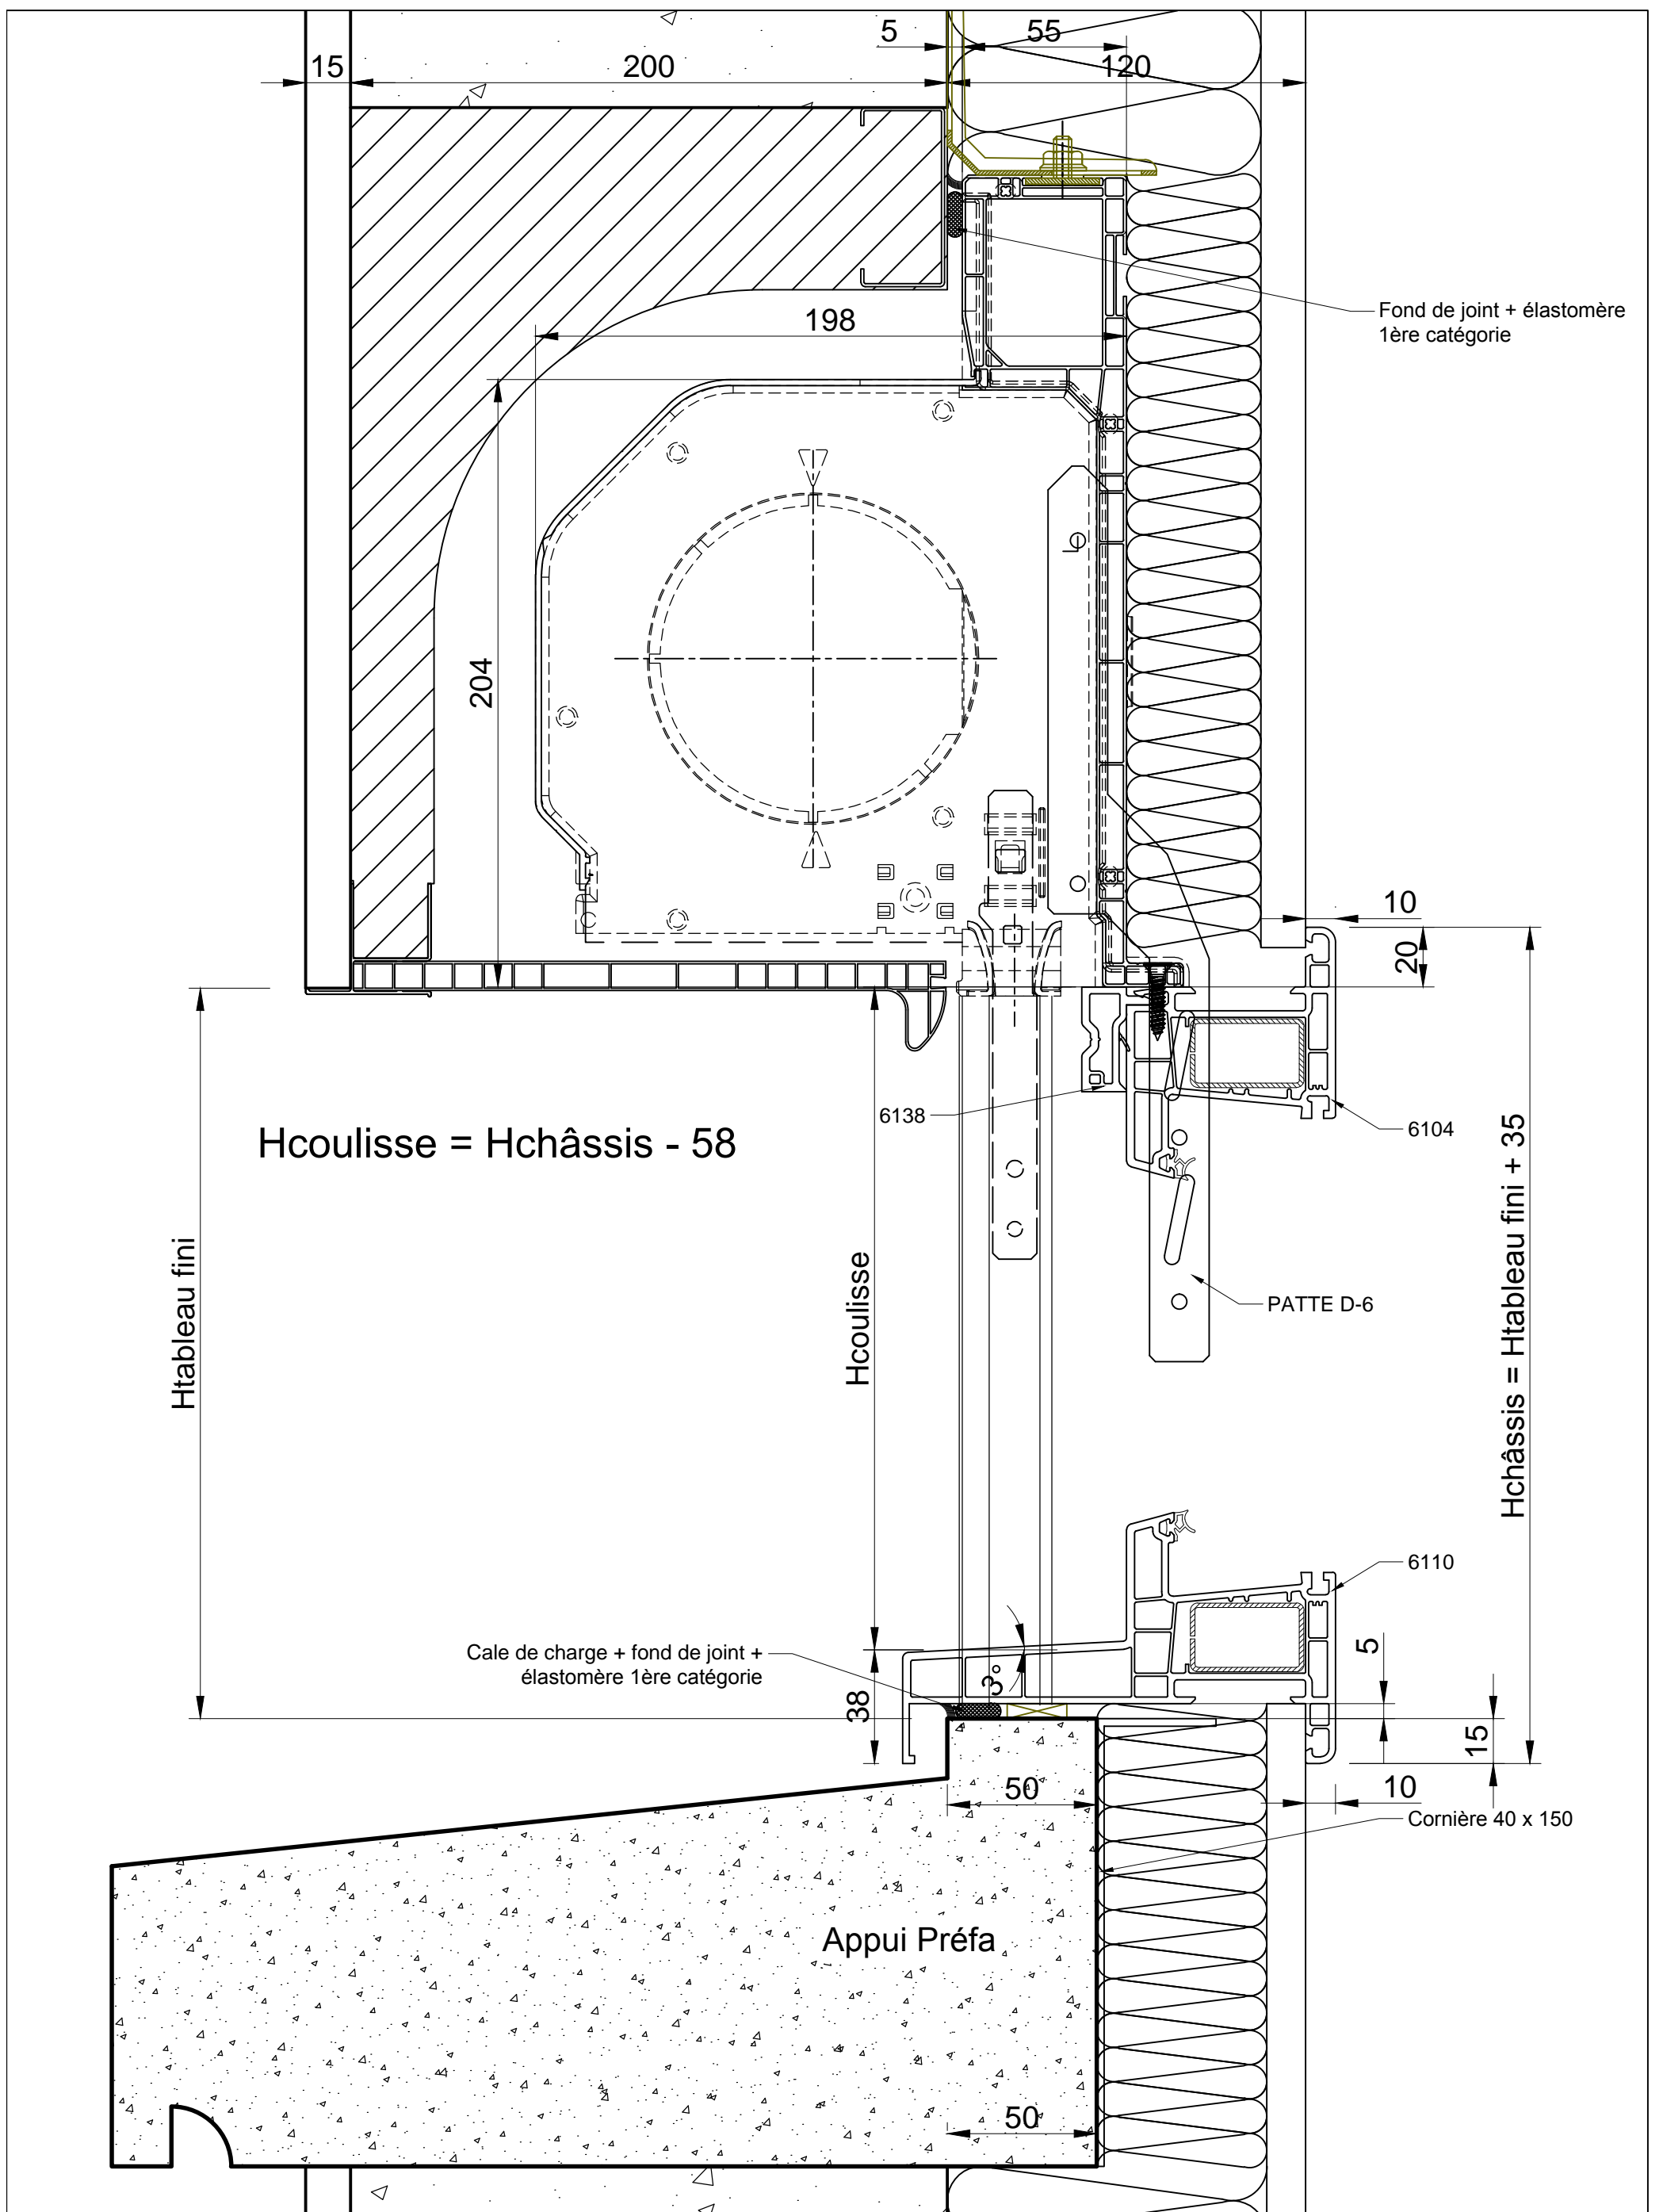 5
55
15
200
120
Fond de joint + élastomère
1ère catégorie
198
204
10
20
6138
6104
Hcoulisse = Hchâssis - 58
Htableau fini
Hcoulisse
Hchâssis = Htableau fini + 35
PATTE D-6
6110
Cale de charge + fond de joint +
élastomère 1ère catégorie
3°
38
5
15
50
10
Cornière 40 x 150
Appui Préfa
50